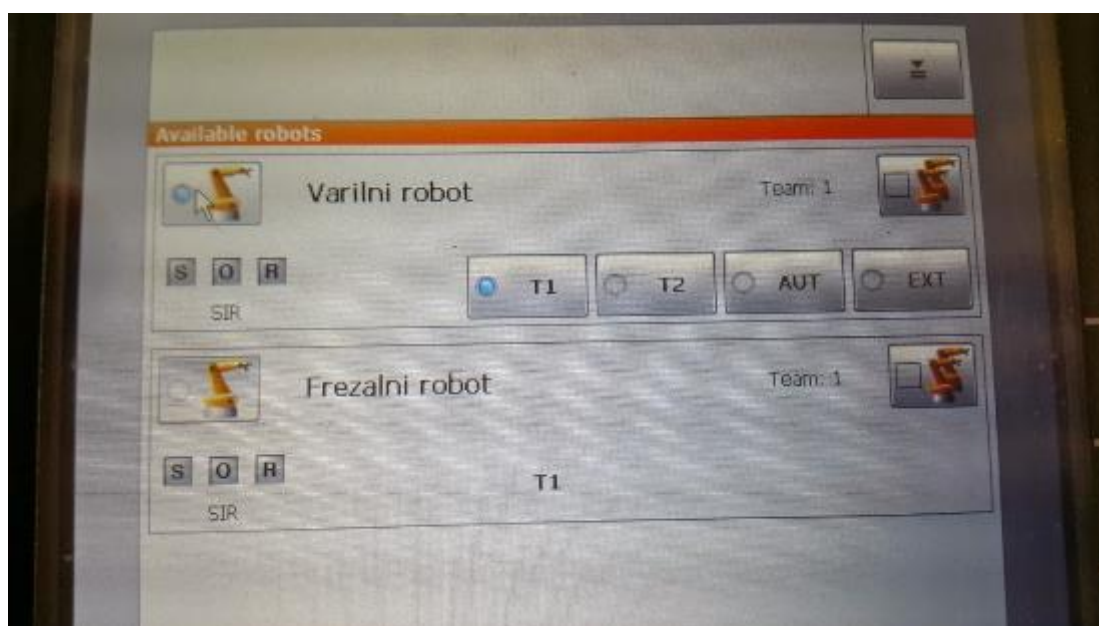 Available robots
Varilni robot Team: 1
S O R T1 T2 AUT EXT
SIR
Frezalni robot Team: 1
S O R T1
SIR